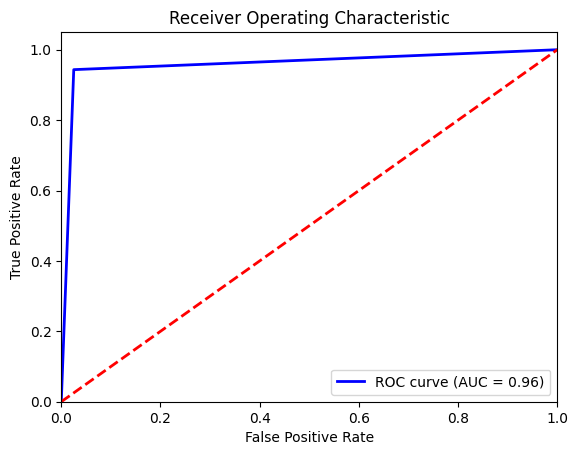 Receiver Operating Characteristic
1.0
0.8
0.6
0.4
0.2
0.0
True Positive Rate
ROC curve (AUC = 0.96)
0.0 0.2 0.4 0.6 0.8 1.0
False Positive Rate